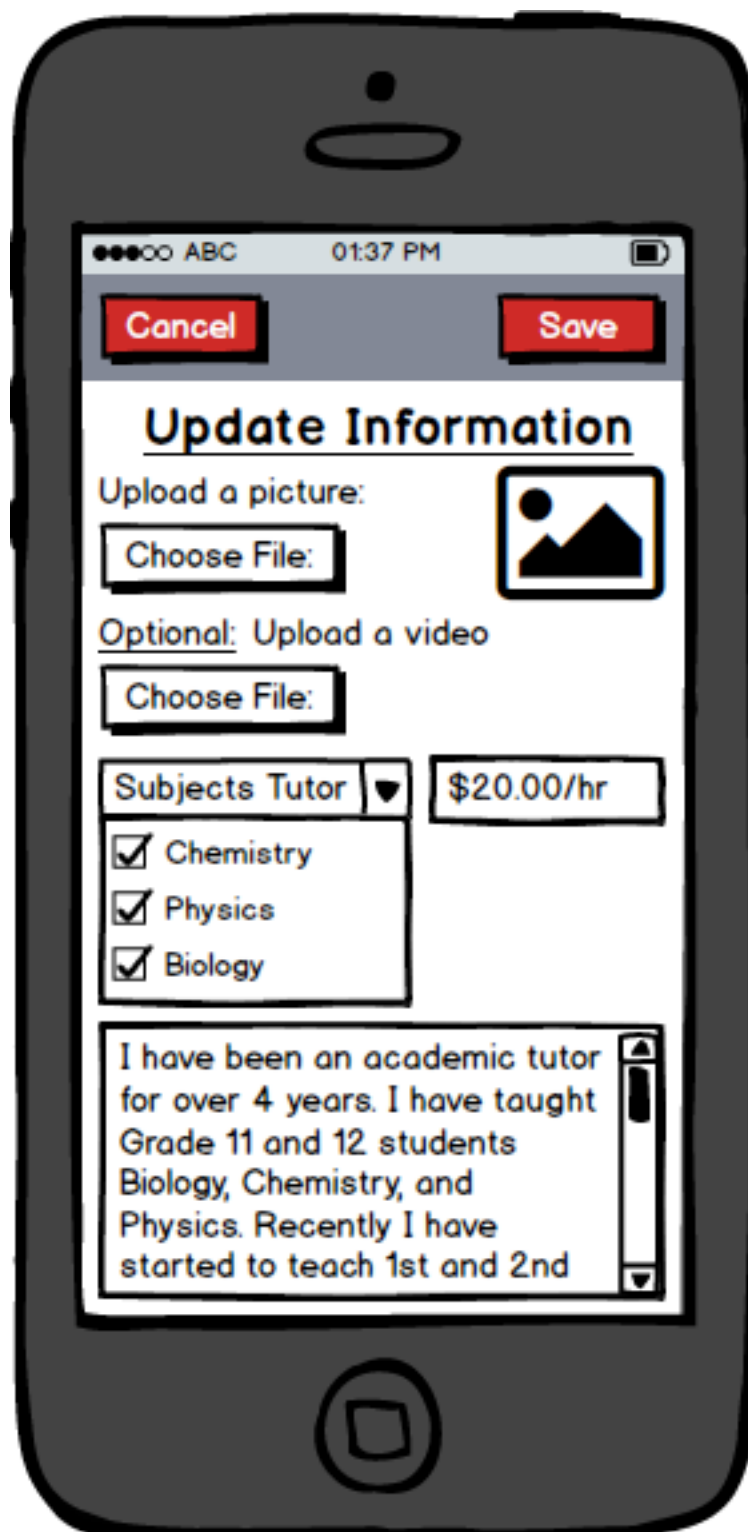 ABC 01:37 PM
Cancel Save
Update Information
Upload a picture:
Choose File:
Optional: Upload a video
Choose File:
Subjects Tutor $20.00/hr
Chemistry
Physics
Biology
I have been an academic tutor
for over 4 years. I have taught
Grade 11 and 12 students
Biology, Chemistry, and
Physics. Recently I have
started to teach 1st and 2nd